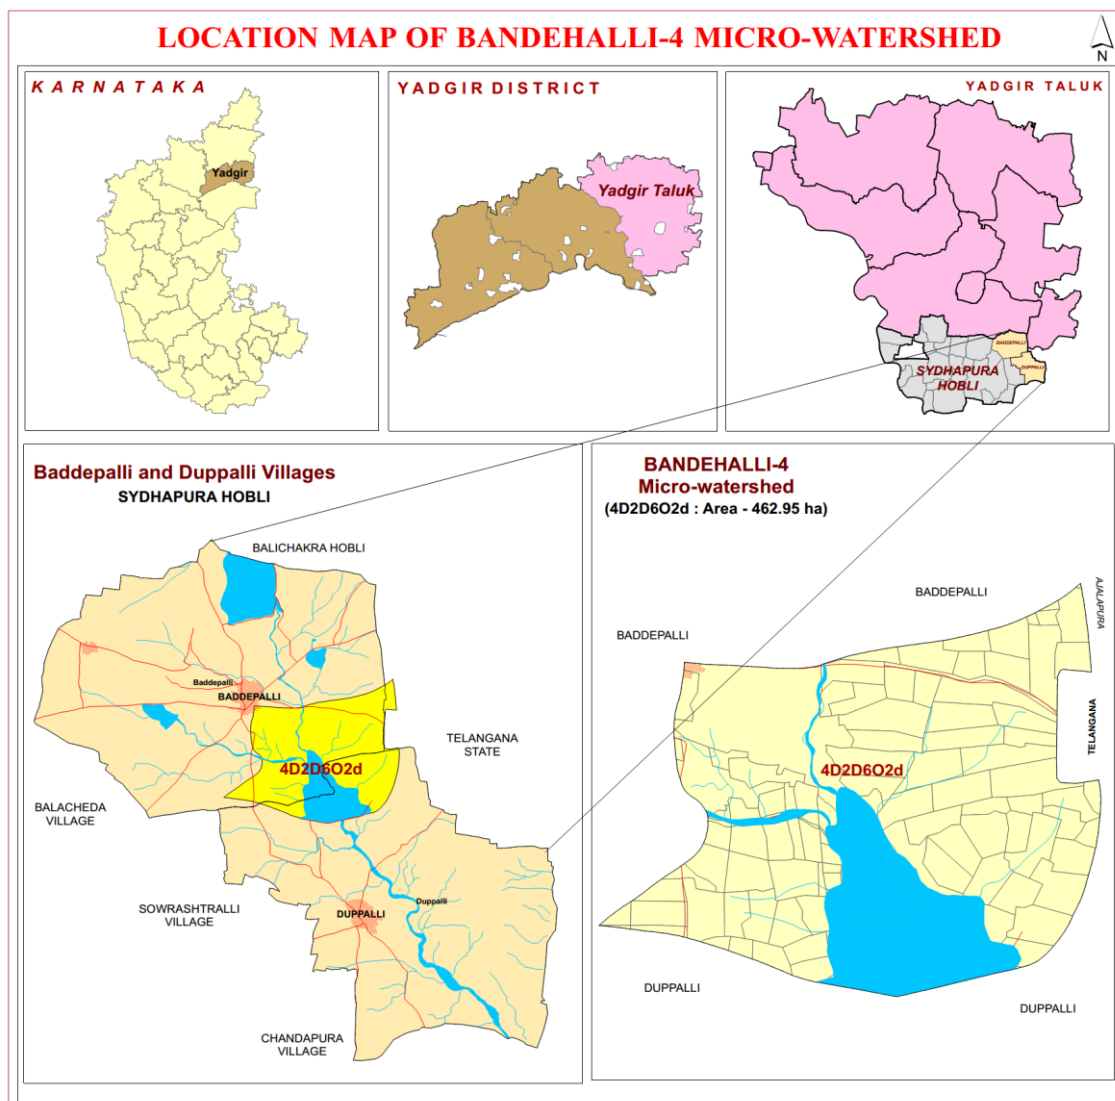 LOCATION MAP OF BANDEHALLI-4 MICRO-WATERSHED
N
KARNATAKA
Yadgir
YADGIR DISTRICT
Yadgir Taluk
YADGIR TALUK
BADDEPALLI
DUPPALLI
SYDHAPURA
HOBLI
Baddepalli and Duppalli Villages
SYDHAPURA HOBLI
BALICHAKRA HOBLI
Baddepalli
BADDEPALLI
TELANGANA
STATE
4D2D6O2d
BALACHEDA
VILLAGE
SOWRASHTRALLI
VILLAGE
Duppalli
DUPPALLI
CHANDAPURA
VILLAGE
BANDEHALLI-4
Micro-watershed
(4D2D6O2d : Area - 462.95 ha)
BADDEPALLI
AJALAPURA
BADDEPALLI
TELANGANA
4D2D6O2d
DUPPALLI
DUPPALLI